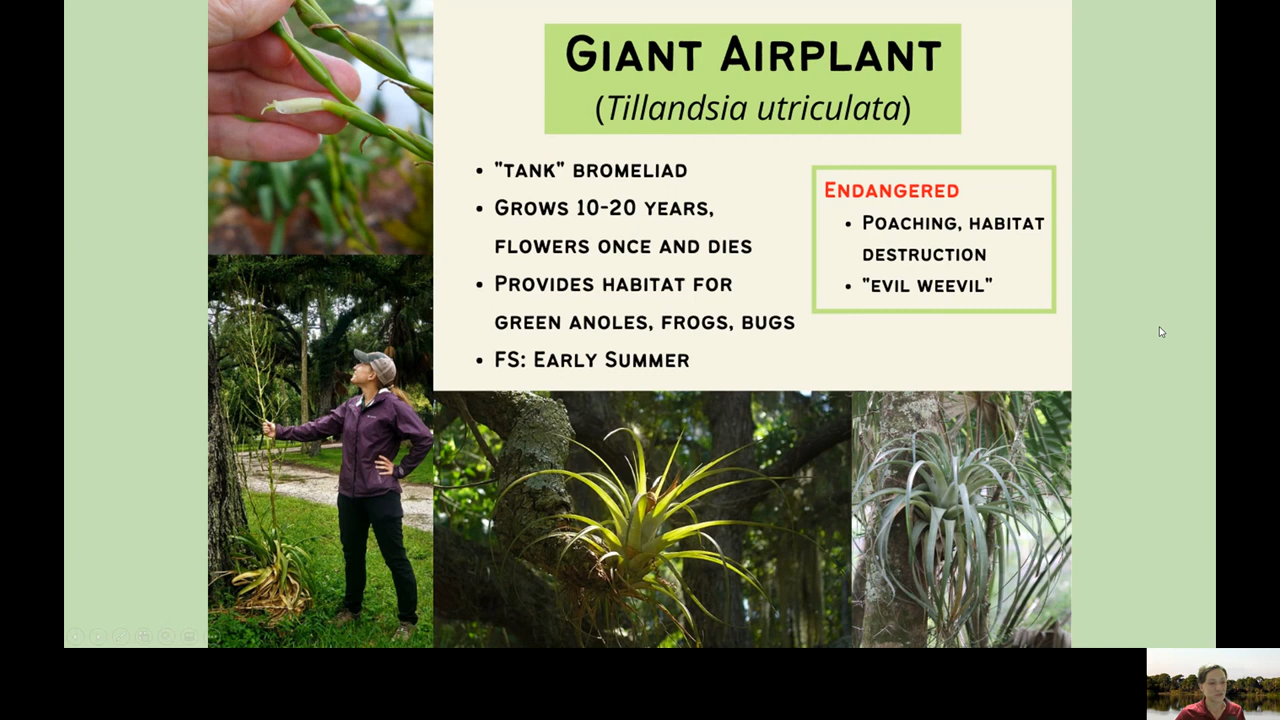 Giant Airplant
(Tillandsia utriculata)
"tank" bromeliad
Grows 10-20 years,
flowers once and dies
Provides habitat for
green anoles, frogs, bugs
FS: Early Summer
Endangered
Poaching, habitat
destruction
"evil weevil"